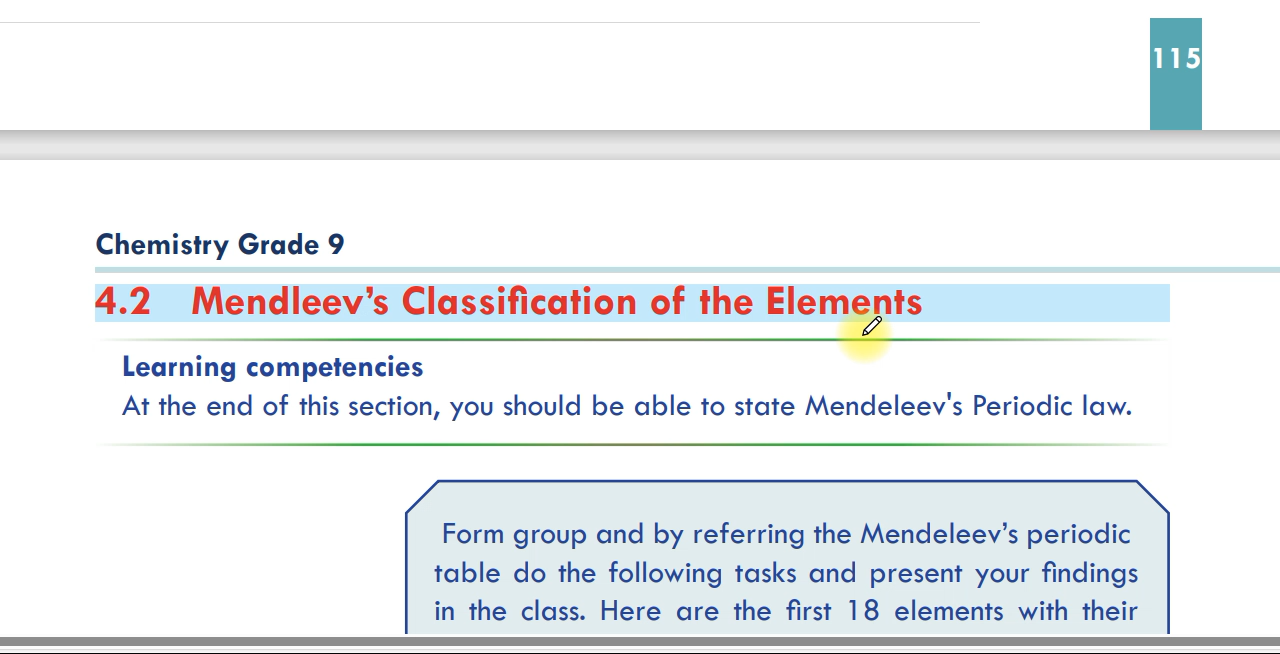 115
Chemistry Grade 9
4.2 Mendleev’s Classification of the Elements
Learning competencies
At the end of this section, you should be able to state Mendeleev's Periodic law.
Form group and by referring the Mendeleev’s periodic
table do the following tasks and present your findings
in the class. Here are the first 18 elements with their